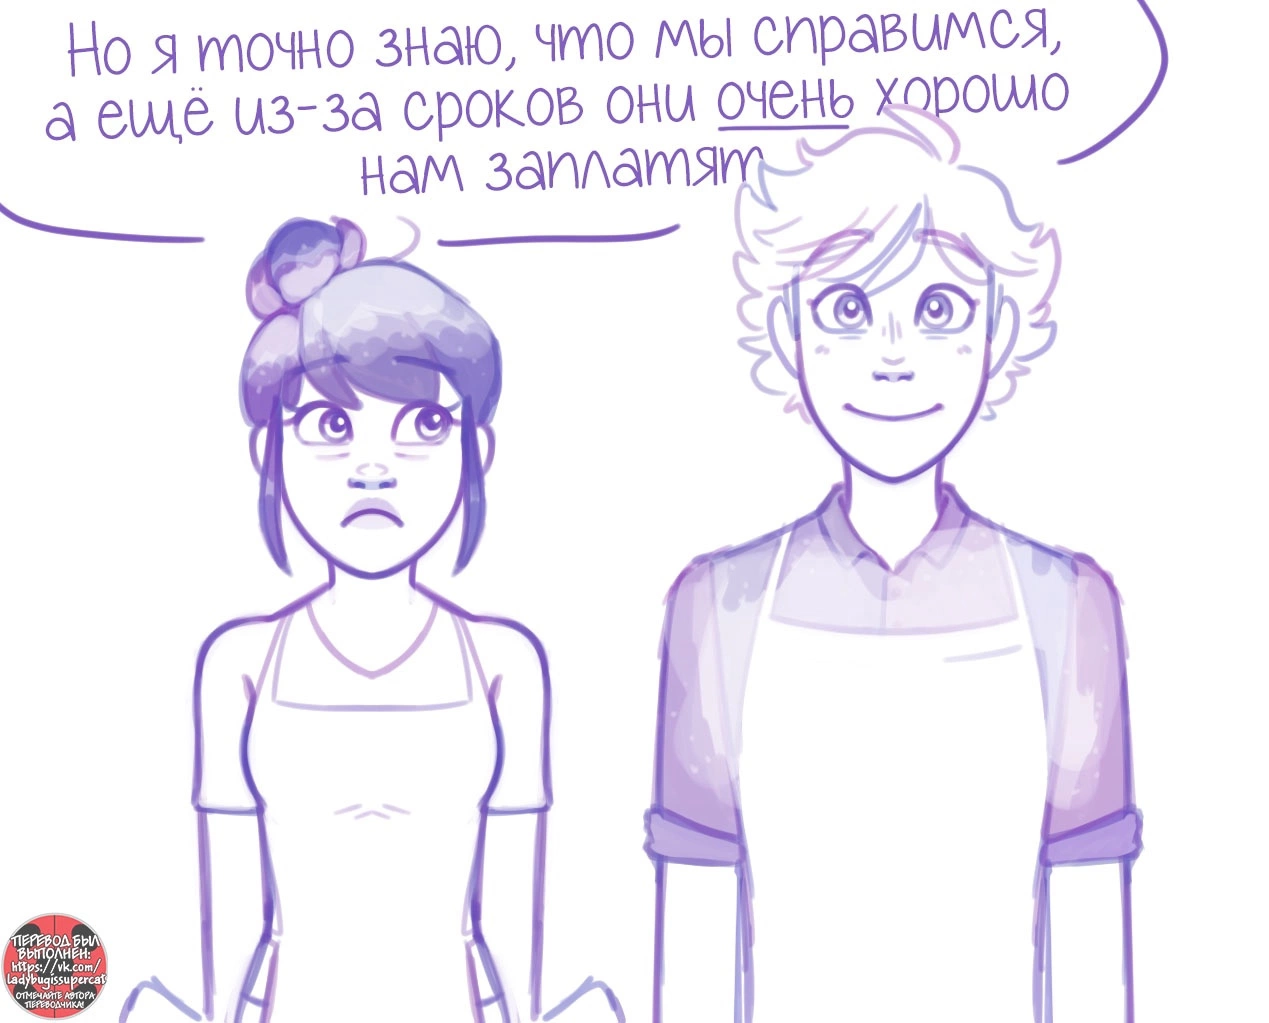 Но я точно знаю, что мы справимся,
а ещё из-за сроков они очень хорошо
нам заплатят
ПЕРЕВОД БЫЛ
ВЫПОЛНЕН:
https://vk.com/
ladybugissupercat
ОТМЕЧАЙТЕ АВТОРА
ПЕРЕВОДЧИКА!